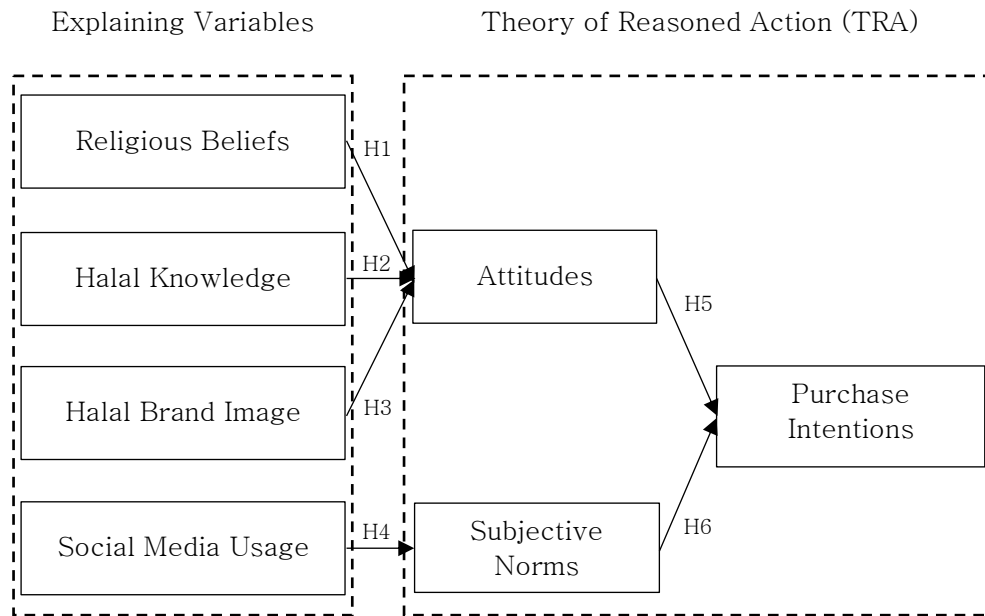 Explaining Variables
Theory of Reasoned Action (TRA)
Religious Beliefs
H1
Halal Knowledge
H2
Attitudes
H5
Halal Brand Image
H3
Purchase
Intentions
Social Media Usage
H4
Subjective
Norms
H6